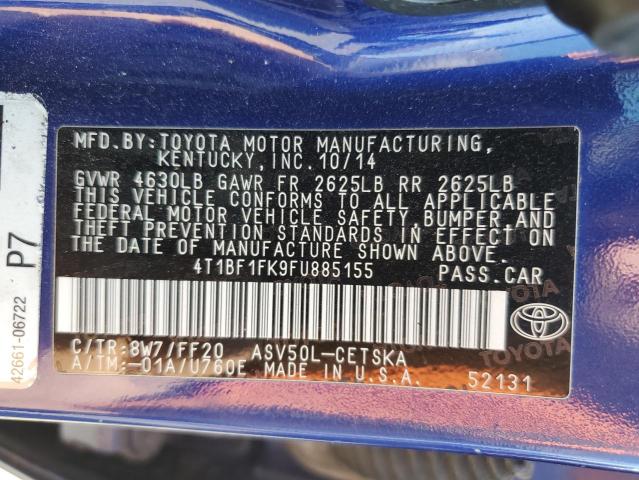 MFD.BY:TOYOTA MOTOR MANUFACTURING,
KENTUCKY, INC. 10/14
GVWR 4630LB GAWR FR 2625LB RR 2625LB
THIS VEHICLE CONFORMS TO ALL APPLICABLE
FEDERAL MOTOR VEHICLE SAFETY, BUMPER AND
THEFT PREVENTION STANDARDS IN EFFECT ON
THE DATE OF MANUFACTURE SHOWN ABOVE.
4T1BF1FK9FU885155 PASS.CAR
C/TR:8W7/FF20 ASV50L-CETSKA
A/TM:-01A/U760E MADE IN U.S.A. 52131
TOYOTA
P7
42661-06722